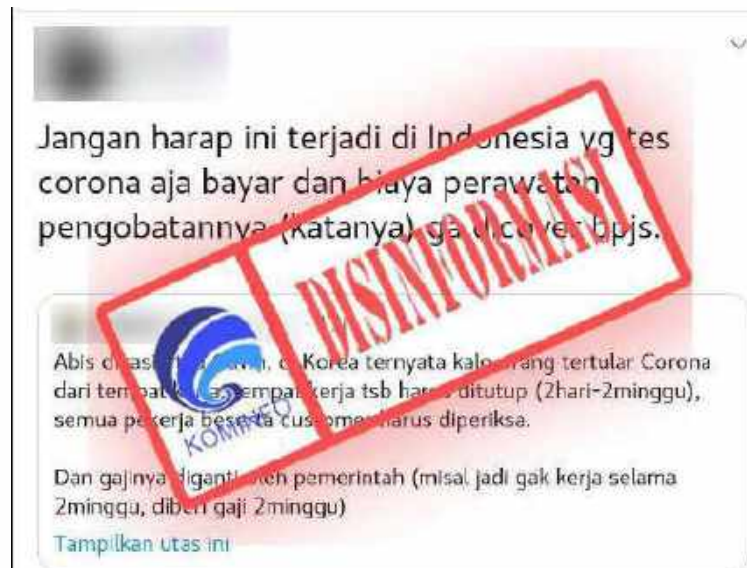 Jangan harap ini terjadi di Indonesia yg tes
corona aja bayar dan biaya perawatan
pengobatannya (katanya) ga dicover bpjs.
DISINFORMASI
KOMINFO
Abis di Korea ternyata kalo orang tertular Corona
dari tempat kerja, tempat kerja tsb harus ditutup (2hari-2minggu),
semua pekerja beserta customer harus diperiksa.
Dan gajinya diganti oleh pemerintah (misal jadi gak kerja selama
2minggu, diberi gaji 2minggu)
Tampilkan utas ini